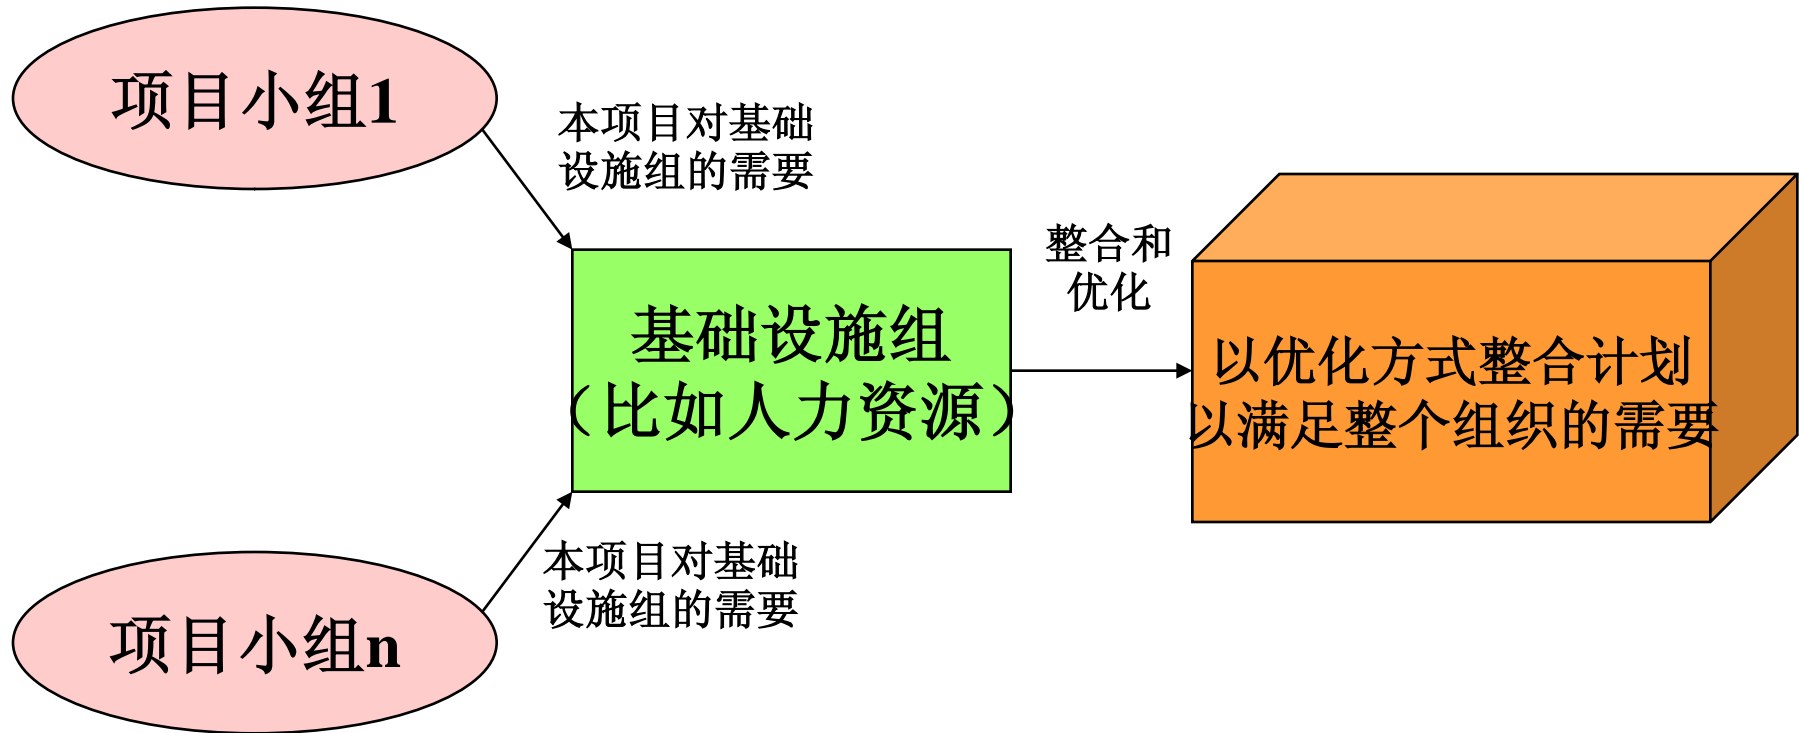 项目小组1
本项目对基础
设施组的需要
整合和
优化
基础设施组
（比如人力资源）
以优化方式整合计划
以满足整个组织的需要
本项目对基础
设施组的需要
项目小组n